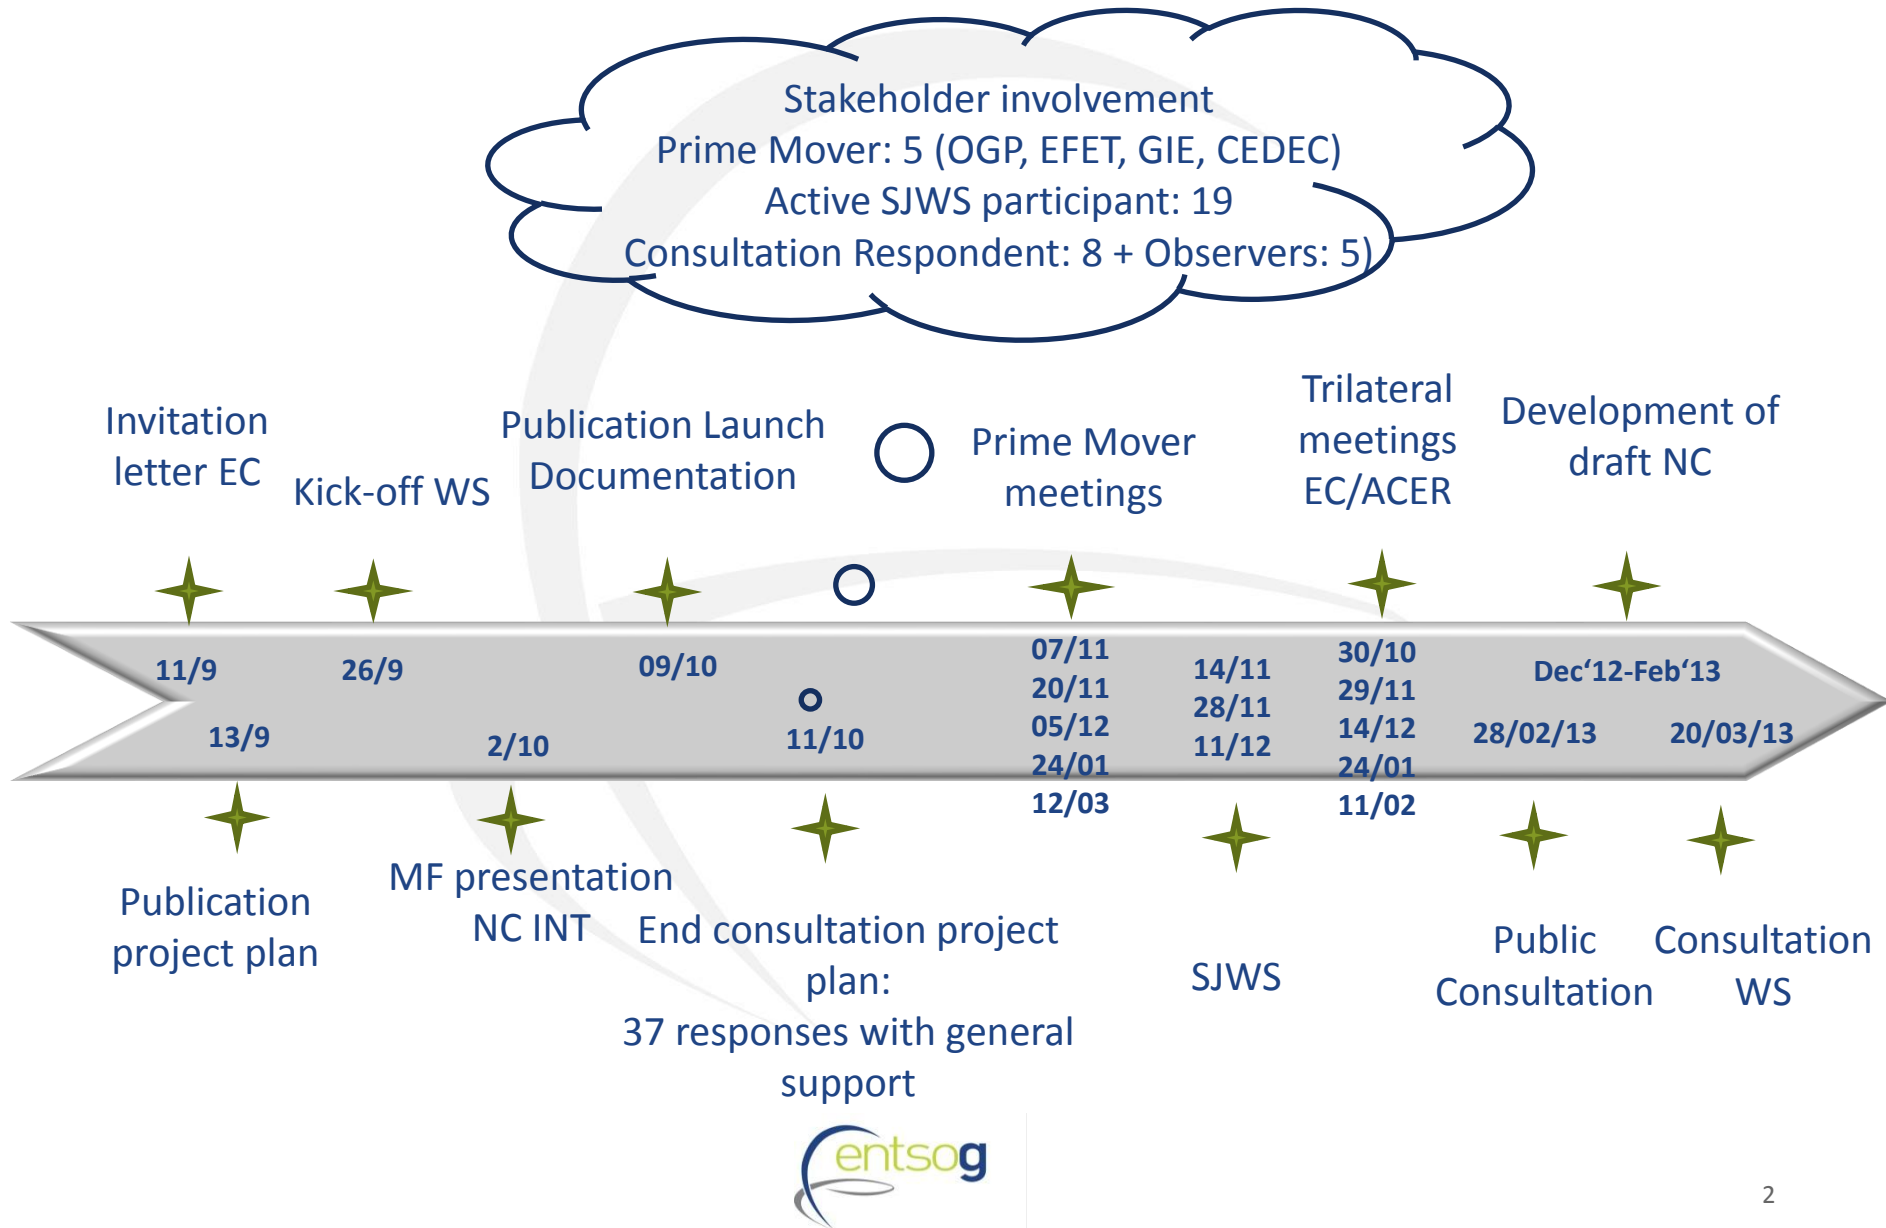 Stakeholder involvement
Prime Mover: 5 (OGP, EFET, GIE, CEDEC)
Active SJWS participant: 19
Consultation Respondent: 8 + Observers: 5)
Invitation
letter EC
Kick-off WS
Publication Launch
Documentation
Prime Mover
meetings
Trilateral
meetings
EC/ACER
Development of
draft NC
11/9
26/9
09/10
07/11
20/11
05/12
24/01
12/03
14/11
28/11
11/12
30/10
29/11
14/12
24/01
11/02
Dec‘12-Feb‘13
13/9
2/10
11/10
28/02/13
20/03/13
Publication
project plan
MF presentation
NC INT
End consultation project
plan:
37 responses with general
support
SJWS
Public
Consultation
Consultation
WS
entsog
2